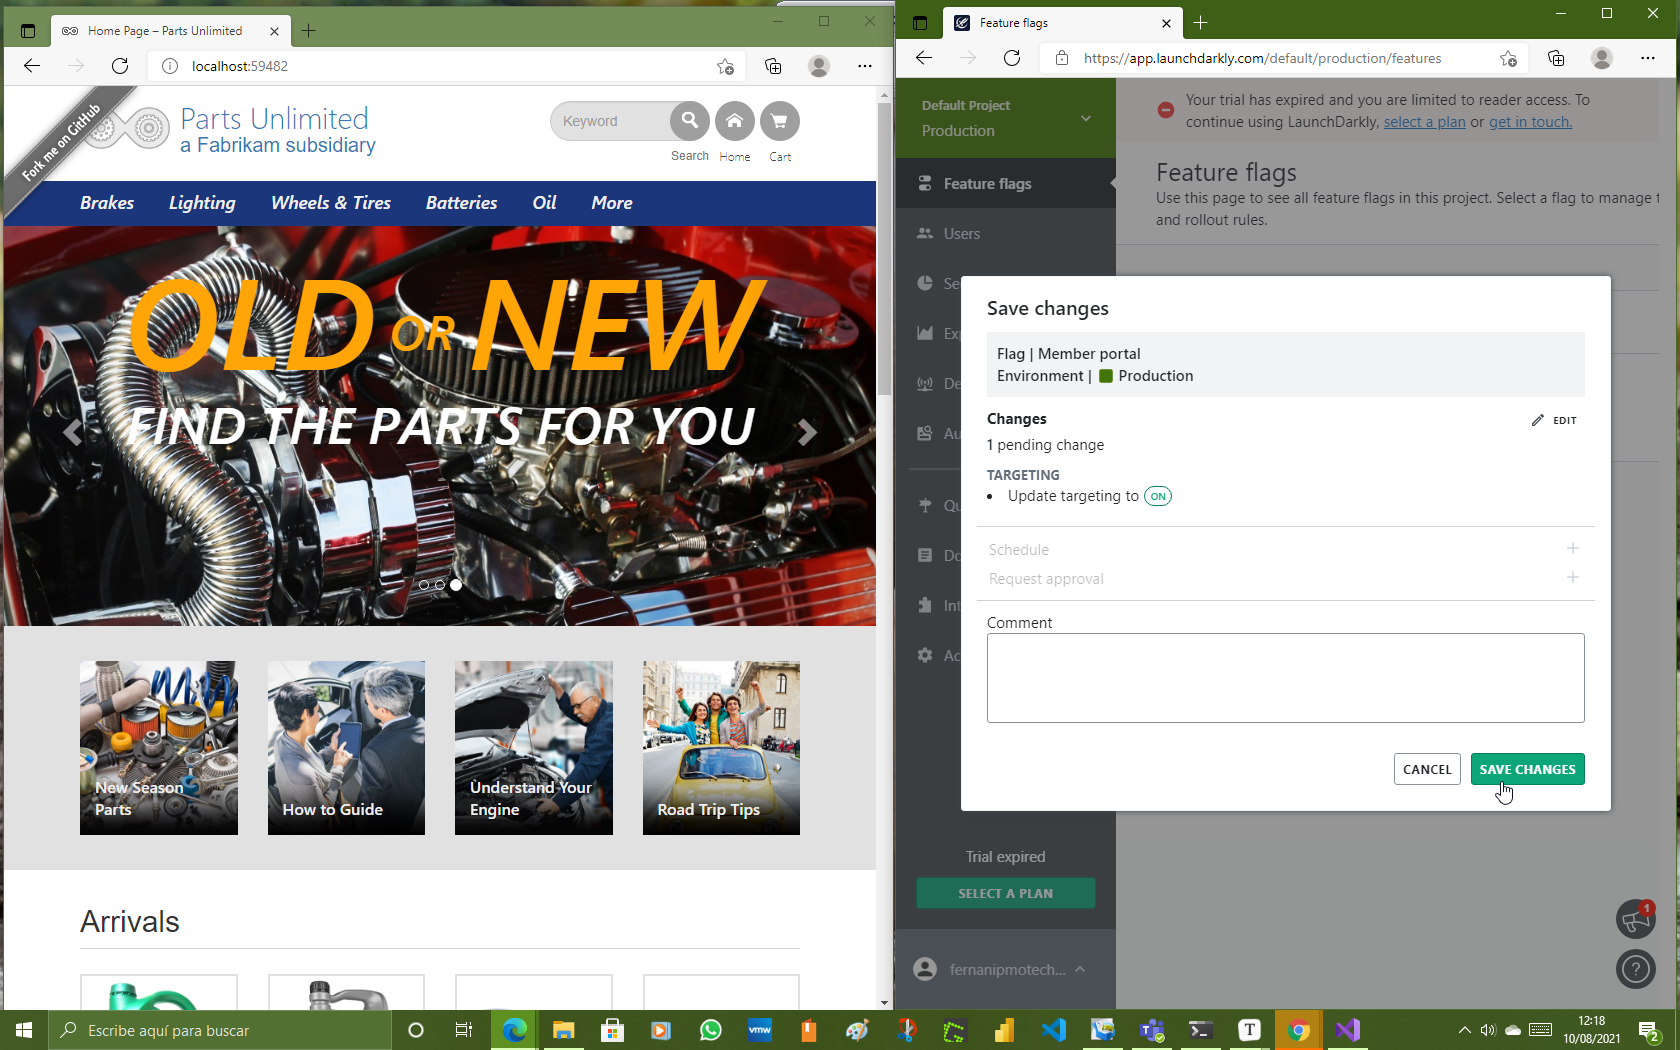 Home Page – Parts Unlimited
localhost:59482
Fork me on GitHub
Parts Unlimited
a Fabrikam subsidiary
Keyword
Search
Home
Cart
Brakes
Lighting
Wheels & Tires
Batteries
Oil
More
OLD OR NEW
FIND THE PARTS FOR YOU
New Season
Parts
How to Guide
Understand Your
Engine
Road Trip Tips
Arrivals
Feature flags
https://app.launchdarkly.com/default/production/features
Default Project
Production
Feature flags
Users
Se
Exp
De
Au
Qu
Do
Int
Ac
Trial expired
SELECT A PLAN
fernanipmotech...
Your trial has expired and you are limited to reader access. To
continue using LaunchDarkly, select a plan or get in touch.
Feature flags
Use this page to see all feature flags in this project. Select a flag to manage t
and rollout rules.
Save changes
Flag | Member portal
Environment | Production
Changes
EDIT
1 pending change
TARGETING
• Update targeting to ON
Schedule
Request approval
Comment
CANCEL
SAVE CHANGES
1
?
Escribe aquí para buscar
vmw
T
12:18
10/08/2021
2